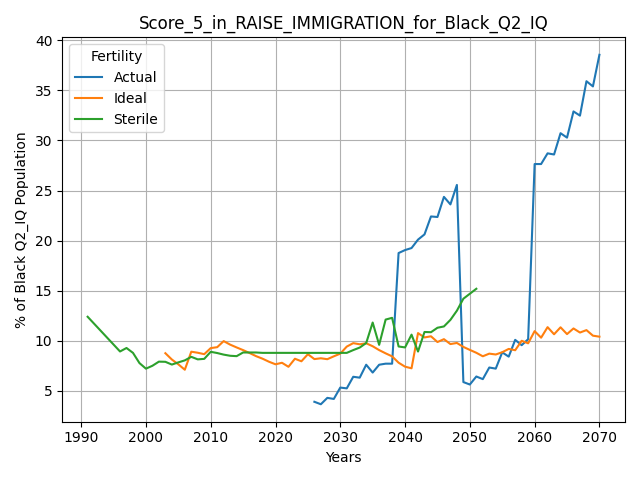 Score_5_in_RAISE_IMMIGRATION_for_Black_Q2_IQ
Fertility
Actual
Ideal
Sterile
% of Black Q2_IQ Population
40
35
30
25
20
15
10
5
1990
2000
2010
2020
2030
2040
2050
2060
2070
Years